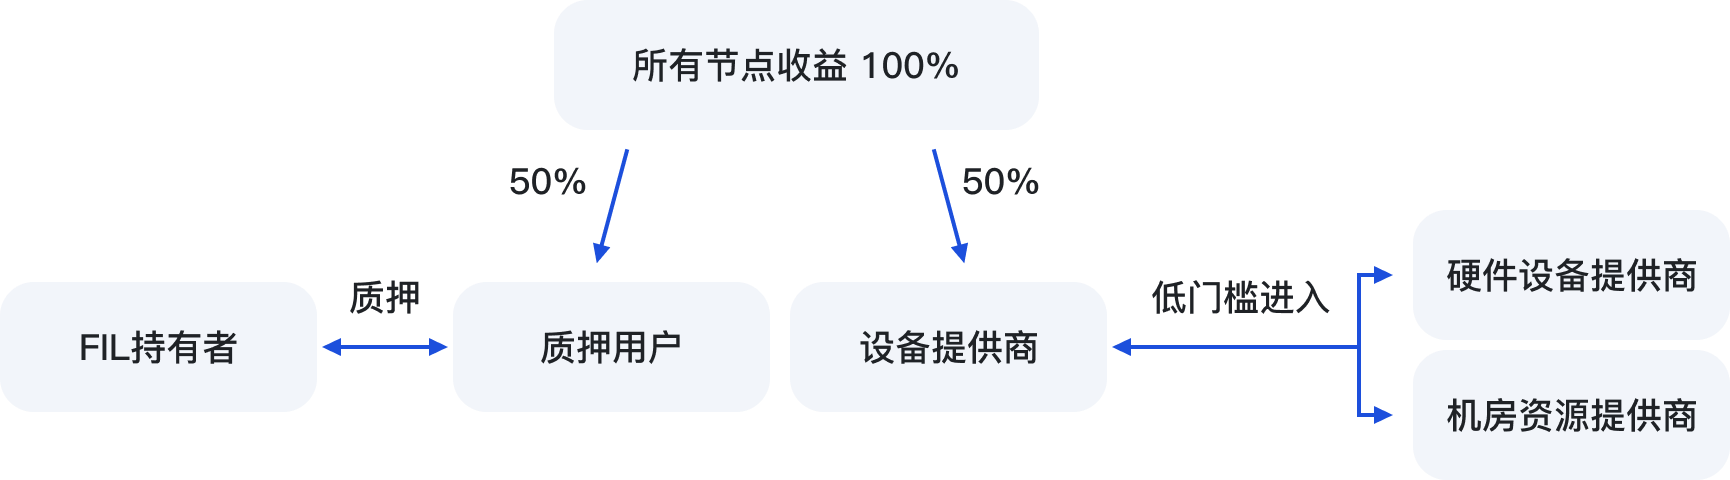 所有节点收益 100%
50%
50%
FIL持有者
质押
质押用户
设备提供商
低门槛进入
硬件设备提供商
机房资源提供商